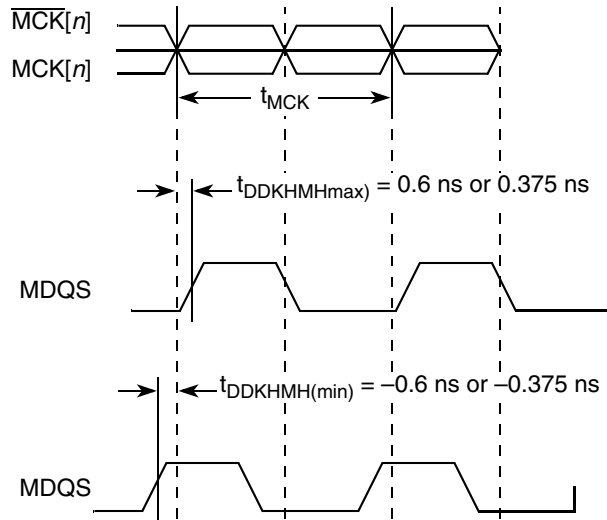 M̅C̅K̅[n]
MCK[n]
tMCK
tDDKHMHmax) = 0.6 ns or 0.375 ns
MDQS
tDDKHMH(min) = –0.6 ns or –0.375 ns
MDQS